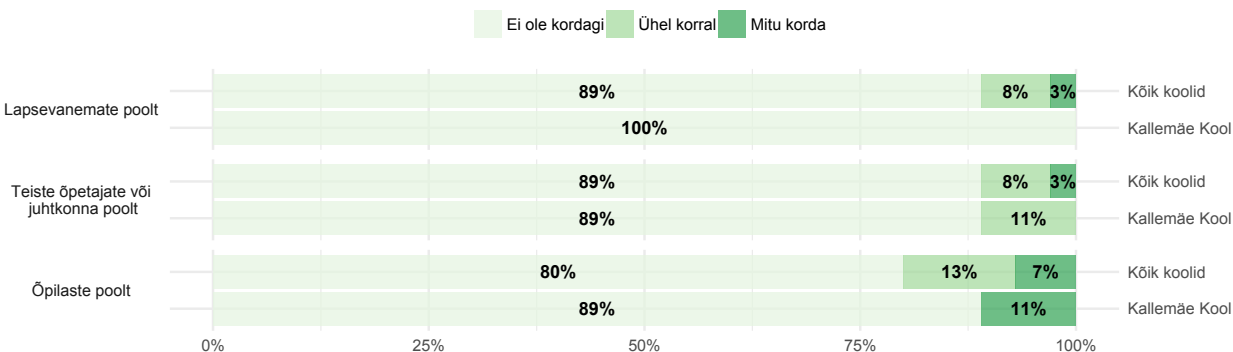 Ei ole kordagi Ühel korral Mitu korda
Lapsevanemate poolt
89% 8% 3% Kõik koolid
100% Kallemäe Kool
Teiste õpetajate või
juhtkonna poolt
89% 8% 3% Kõik koolid
89% 11% Kallemäe Kool
Õpilaste poolt
80% 13% 7% Kõik koolid
89% 11% Kallemäe Kool
0% 25% 50% 75% 100%